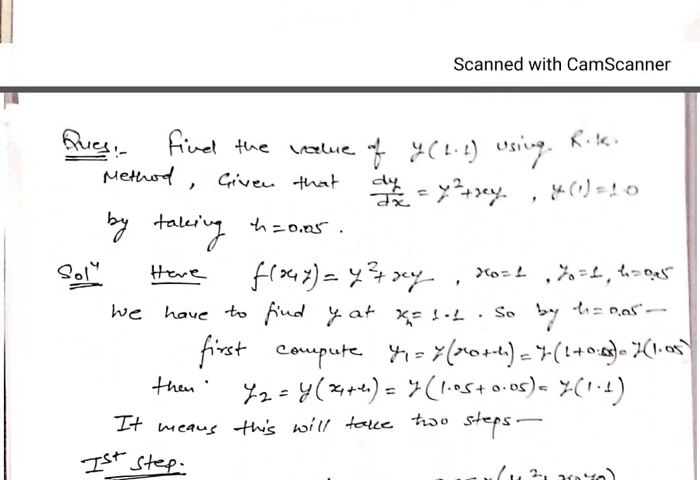 Scanned with CamScanner
Ques:- Find the value of y(1.1) using R.K.
Method, Given that dy/dx = y²+xy, y(1)=1.0
by taking h=0.05.
Solⁿ Here f(x,y)= y²+xy, x₀=1, y₀=1, h=0.05
We have to find y at x=1.1. So by h=0.05—
first compute y₁=y(x₀+h)=y(1+0.05)=y(1.05)
then y₂=y(x₁+h)=y(1.05+0.05)=y(1.1)
It means this will take two steps—
Ist step.